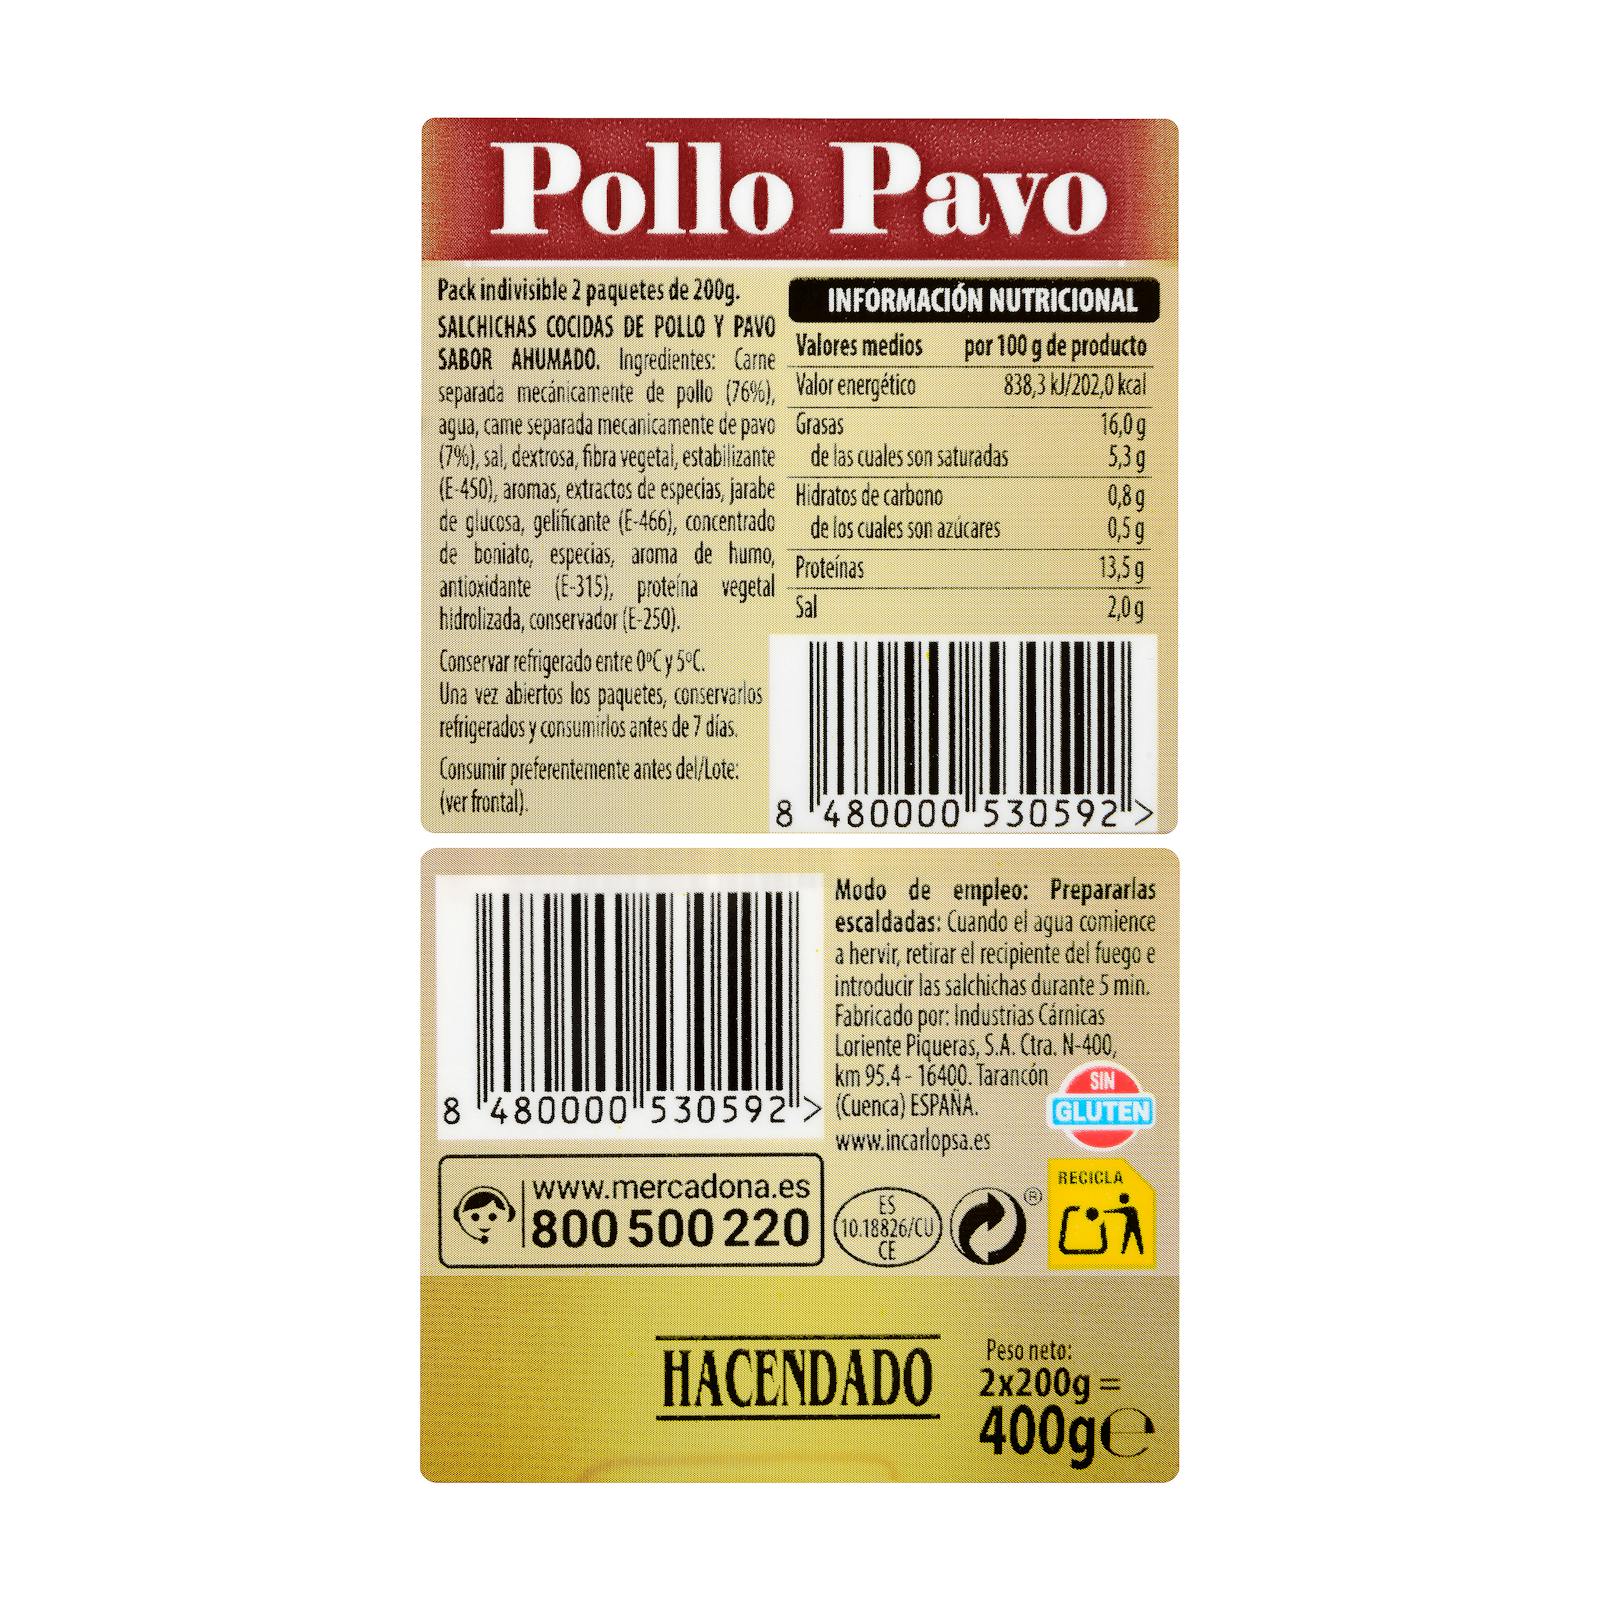 Pollo Pavo
Pack indivisible 2 paquetes de 200g.
SALCHICHAS COCIDAS DE POLLO Y PAVO
SABOR AHUMADO. Ingredientes: Carne
separada mecánicamente de pollo (76%),
agua, carne separada mecanicamente de pavo
(7%), sal, dextrosa, fibra vegetal, estabilizante
(E-450), aromas, extractos de especias, jarabe
de glucosa, gelificante (E-466), concentrado
de boniato, especias, aroma de humo,
antioxidante (E-315), proteína vegetal
hidrolizada, conservador (E-250).
Conservar refrigerado entre 0ºC y 5ºC.
Una vez abiertos los paquetes, conservarlos
refrigerados y consumirlos antes de 7 días.
Consumir preferentemente antes del/Lote:
(ver frontal).
INFORMACIÓN NUTRICIONAL
Valores medios por 100 g de producto
Valor energético 838,3 kJ/202,0 kcal
Grasas 16,0 g
de las cuales son saturadas 5,3 g
Hidratos de carbono 0,8 g
de los cuales son azúcares 0,5 g
Proteínas 13,5 g
Sal 2,0 g
8 480000 530592 >
8 480000 530592 >
Modo de empleo: Prepararlas
escaldadas: Cuando el agua comience
a hervir, retirar el recipiente del fuego e
introducir las salchichas durante 5 min.
Fabricado por: Industrias Cárnicas
Loriente Piqueras, S.A. Ctra. N-400,
km 95.4 - 16400. Tarancón
(Cuenca) ESPAÑA.
www.incarlopsa.es
SIN
GLUTEN
www.mercadona.es
800 500 220
ES
10.18826/CU
CE
®
RECICLA
HACENDADO
Peso neto:
2x200g =
400g℮